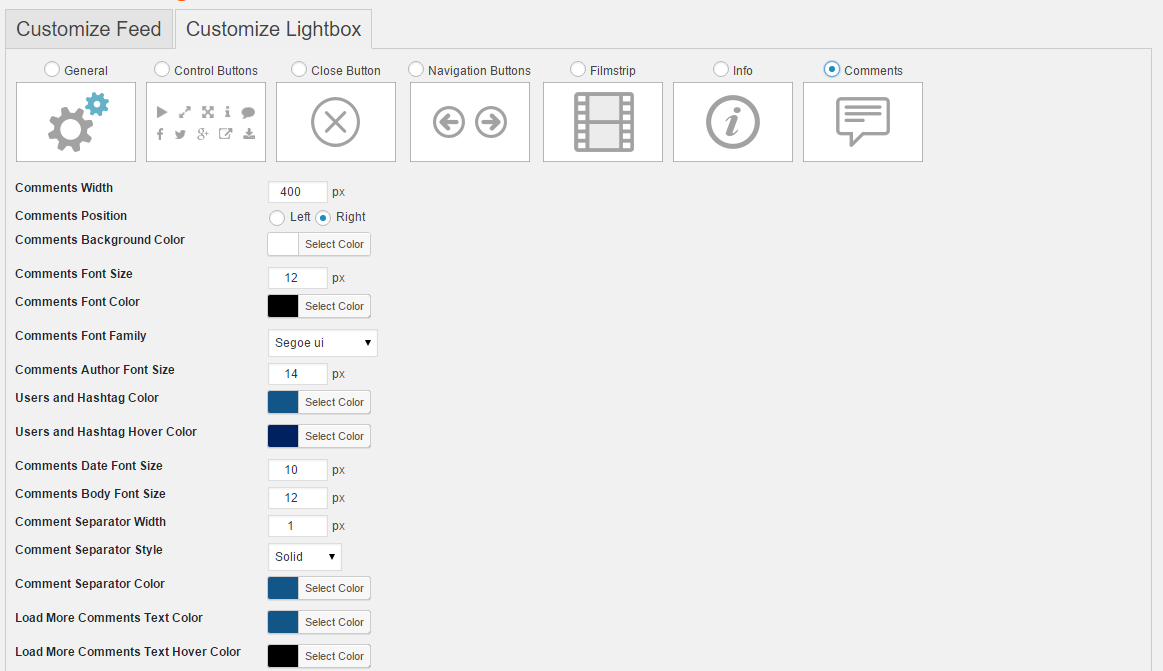 Customize Feed Customize Lightbox
General Control Buttons Close Button Navigation Buttons Filmstrip Info Comments
Comments Width 400 px
Comments Position Left Right
Comments Background Color Select Color
Comments Font Size 12 px
Comments Font Color Select Color
Comments Font Family Segoe ui
Comments Author Font Size 14 px
Users and Hashtag Color Select Color
Users and Hashtag Hover Color Select Color
Comments Date Font Size 10 px
Comments Body Font Size 12 px
Comment Separator Width 1 px
Comment Separator Style Solid
Comment Separator Color Select Color
Load More Comments Text Color Select Color
Load More Comments Text Hover Color Select Color